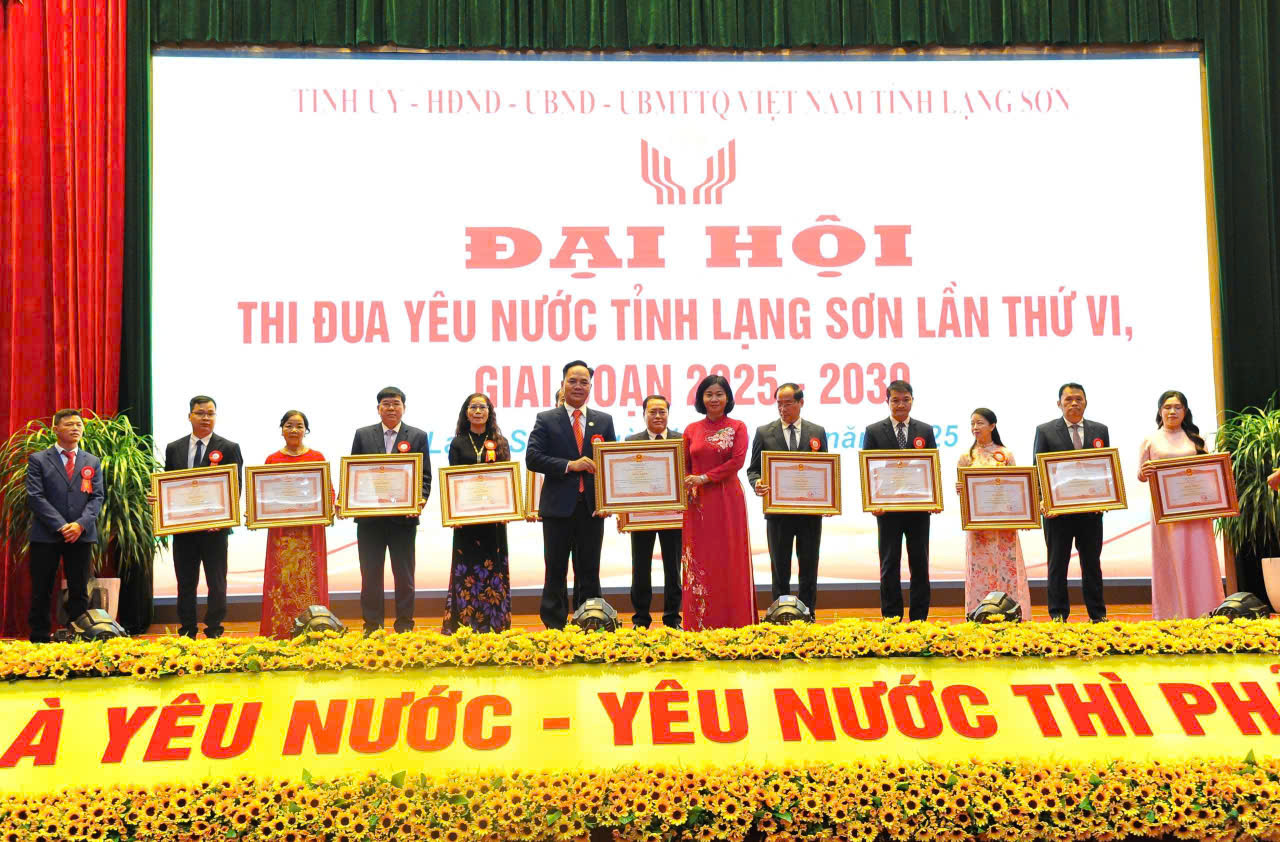 TỈNH ỦY - HĐND - UBND - UBMTTQ VIỆT NAM TỈNH LẠNG SƠN
ĐẠI HỘI
THI ĐUA YÊU NƯỚC TỈNH LẠNG SƠN LẦN THỨ VI,
GIAI ĐOẠN 2025 - 2030
À YÊU NƯỚC - YÊU NƯỚC THÌ PHẢ